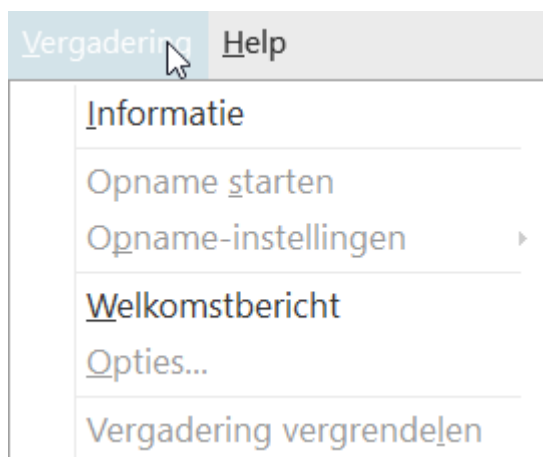 Vergadering Help
Informatie
Opname starten
Opname-instellingen
Welkomstbericht
Opties...
Vergadering vergrendelen